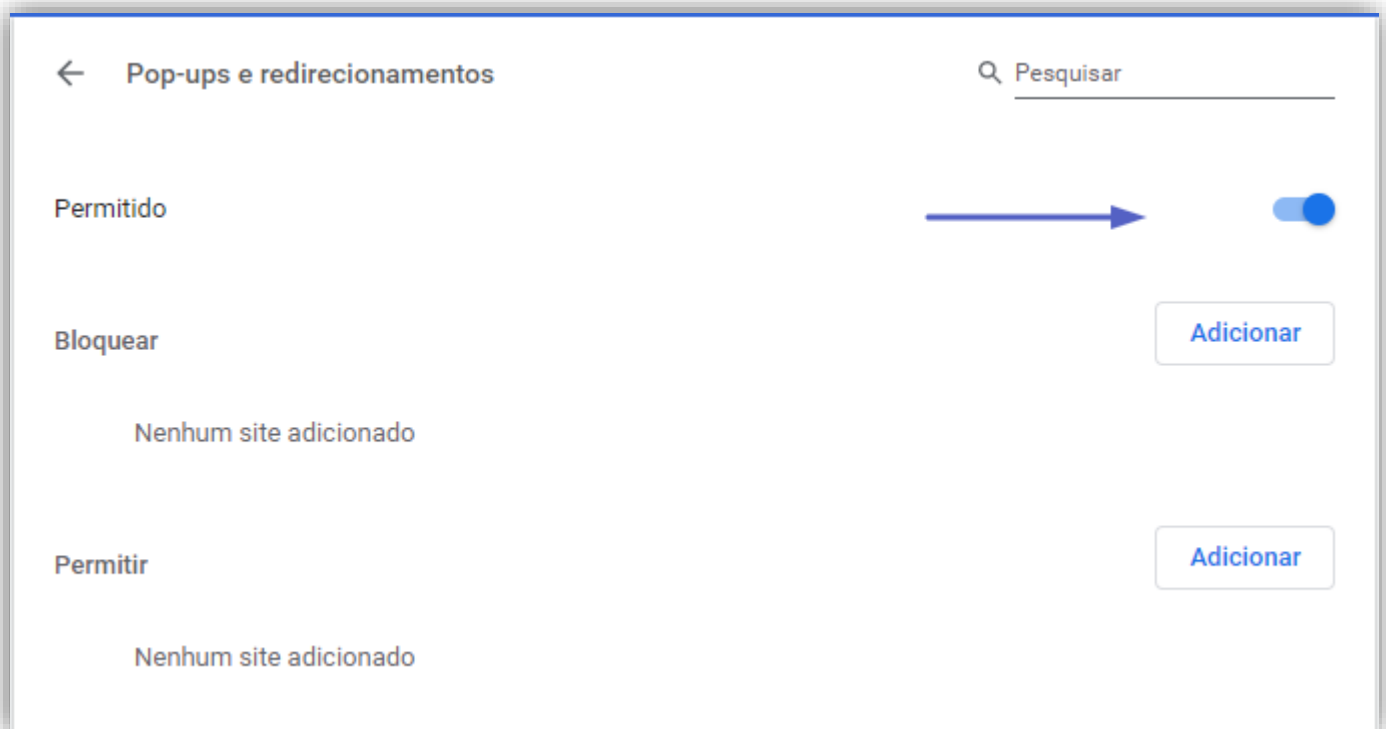 Pop-ups e redirecionamentos
Pesquisar
Permitido
Bloquear
Adicionar
Nenhum site adicionado
Permitir
Adicionar
Nenhum site adicionado